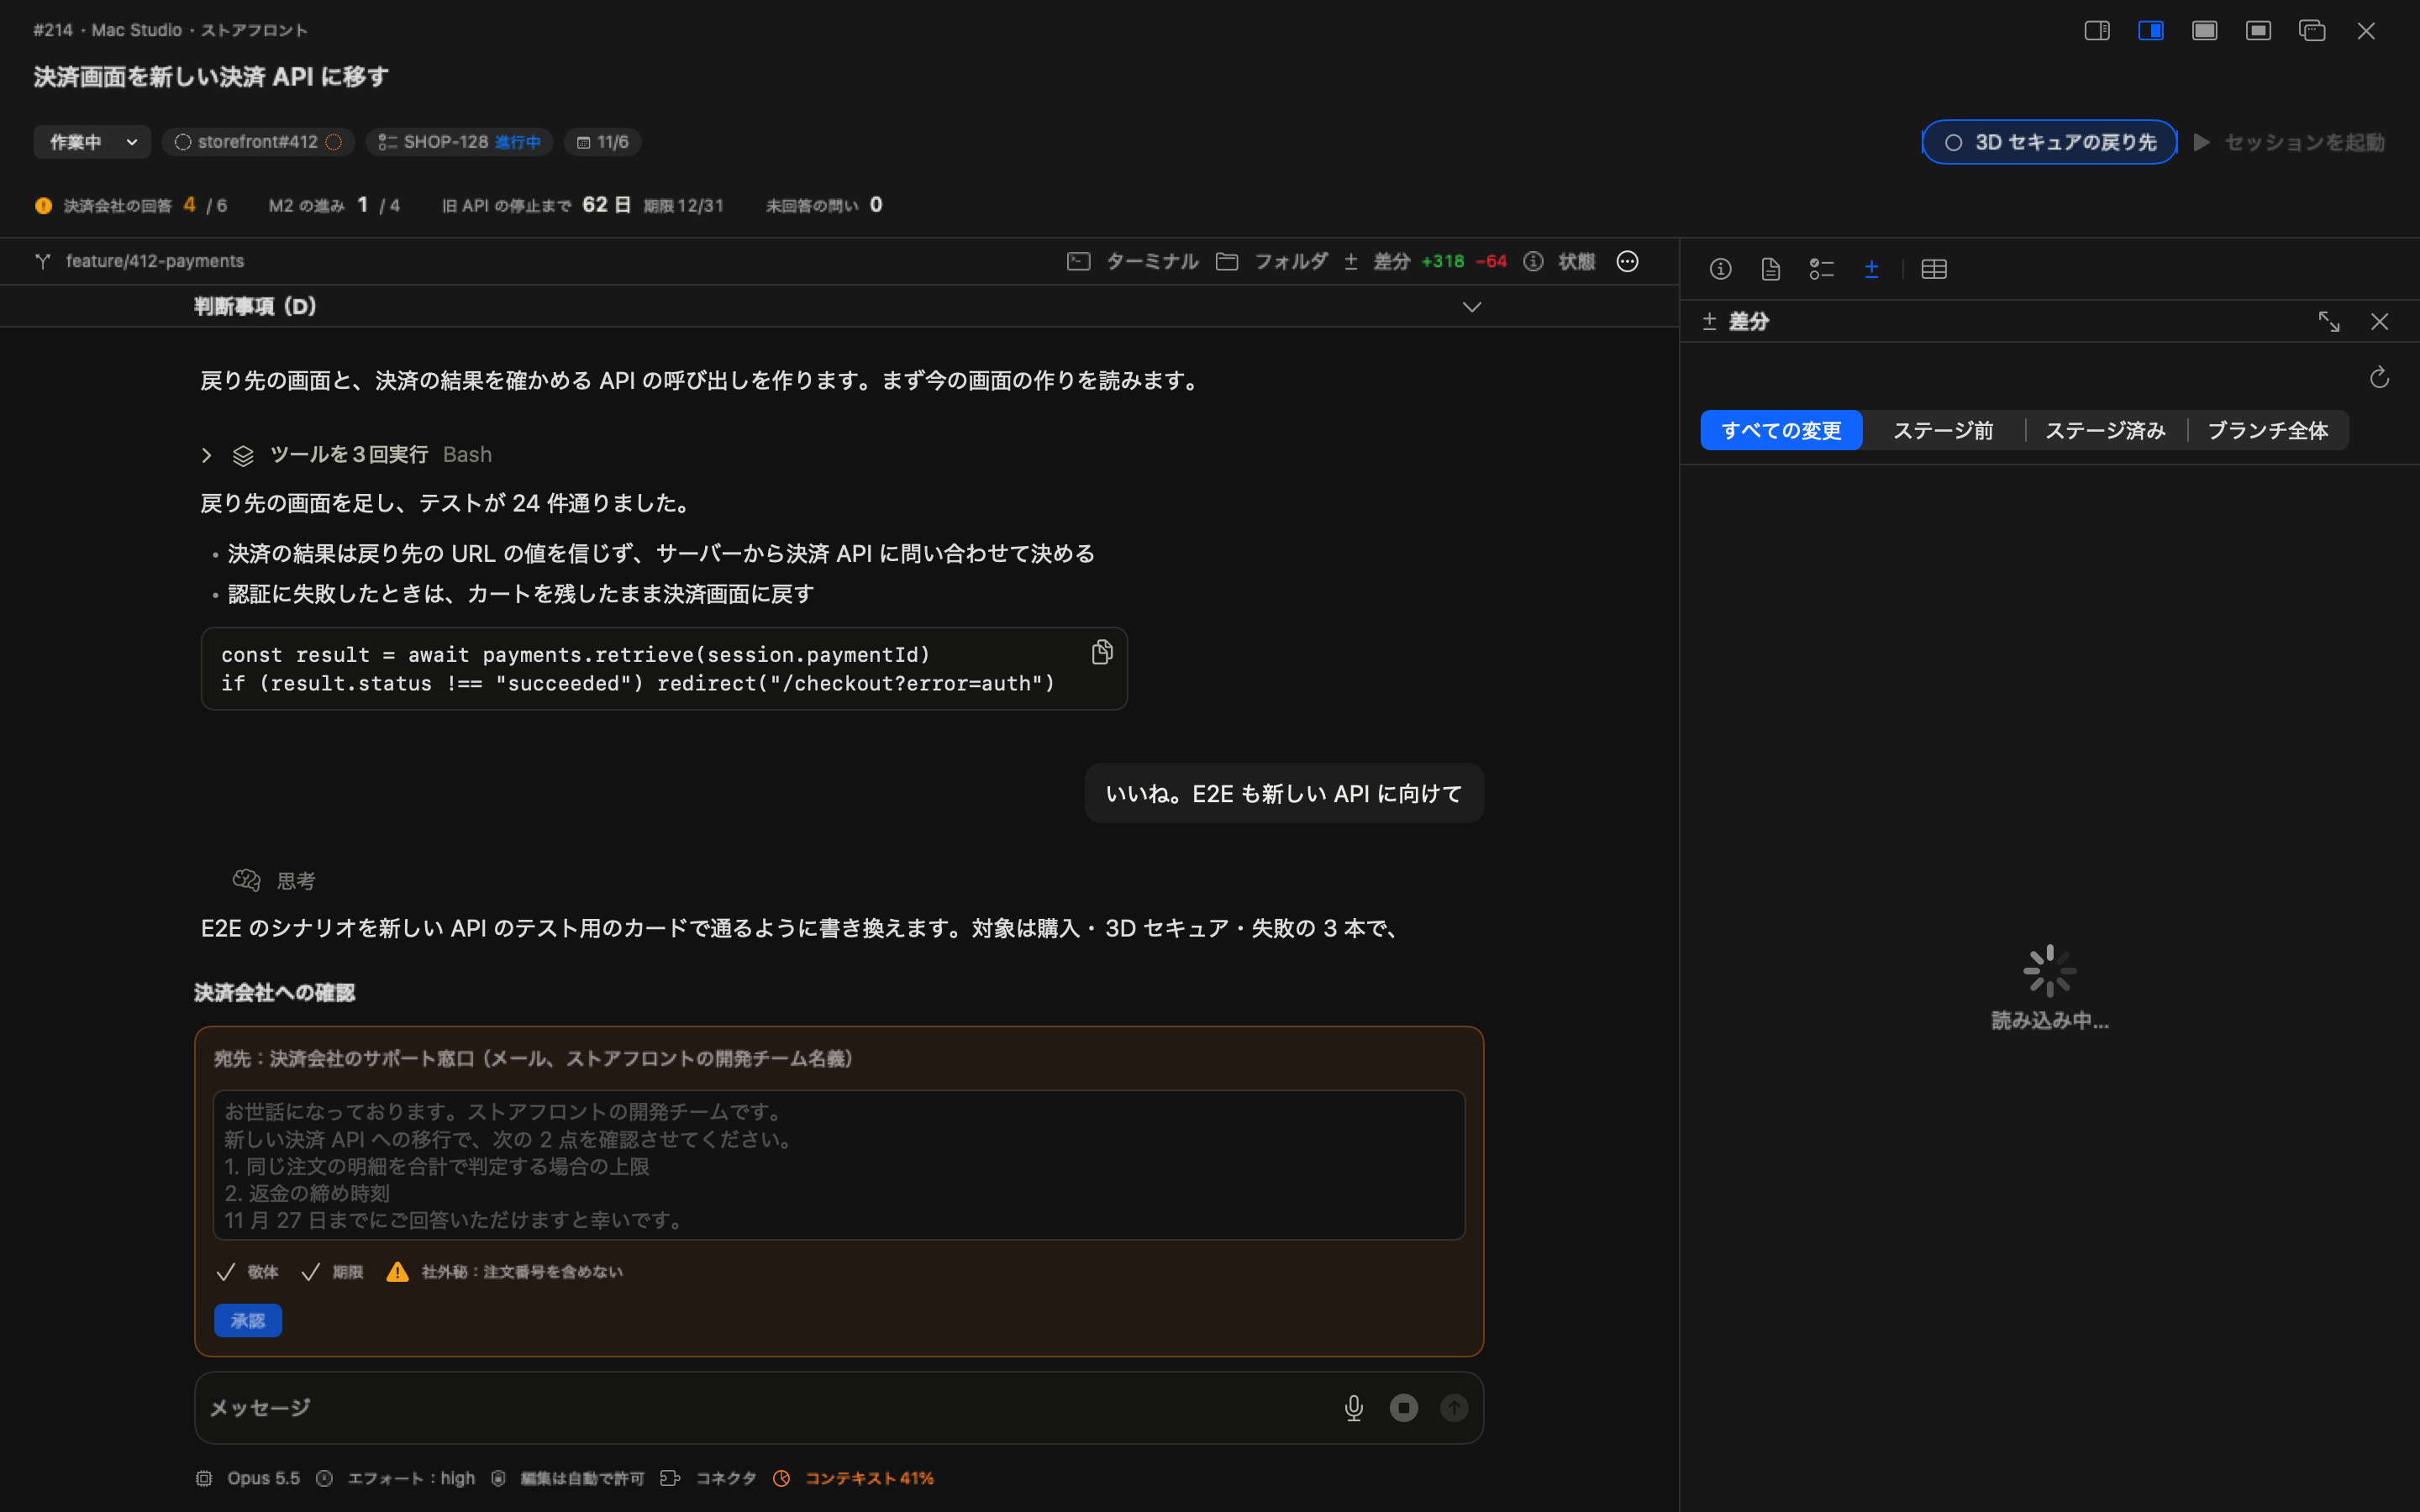 #214・Mac Studio・ストアフロント
決済画面を新しい決済 API に移す
作業中 storefront#412 SHOP-128 進行中 11/6
3D セキュアの戻り先 セッションを起動
決済会社の回答 4 / 6 M2 の進み 1 / 4 旧 API の停止まで 62 日 期限 12/31 未回答の問い 0
feature/412-payments ターミナル フォルダ 差分 +318 −64 状態
判断事項（D）
戻り先の画面と、決済の結果を確かめる API の呼び出しを作ります。まず今の画面の作りを読みます。
ツールを 3 回実行 Bash
戻り先の画面を足し、テストが 24 件通りました。
・決済の結果は戻り先の URL の値を信じず、サーバーから決済 API に問い合わせて決める
・認証に失敗したときは、カートを残したまま決済画面に戻す
const result = await payments.retrieve(session.paymentId)
if (result.status !== "succeeded") redirect("/checkout?error=auth")
いいね。E2E も新しい API に向けて
思考
E2E のシナリオを新しい API のテスト用のカードで通るように書き換えます。対象は購入・3D セキュア・失敗の 3 本で、
決済会社への確認
宛先：決済会社のサポート窓口（メール、ストアフロントの開発チーム名義）
お世話になっております。ストアフロントの開発チームです。
新しい決済 API への移行で、次の 2 点を確認させてください。
1. 同じ注文の明細を合計で判定する場合の上限
2. 返金の締め時刻
11 月 27 日までにご回答いただけますと幸いです。
敬体 期限 社外秘：注文番号を含めない
承認
メッセージ
Opus 5.5 エフォート：high 編集は自動で許可 コネクタ コンテキスト 41%
差分
すべての変更 ステージ前 ステージ済み ブランチ全体
読み込み中...